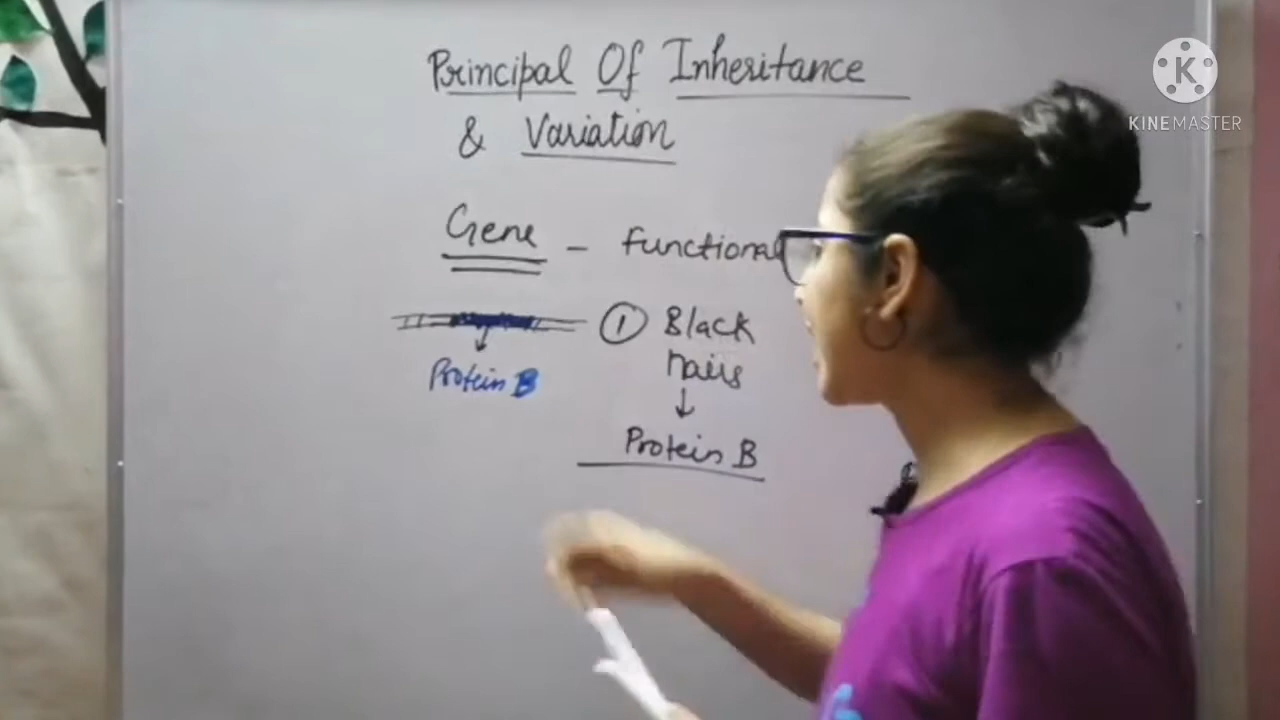 Principal Of Inheritance
& Variation
Gene - functional
① Black
hairs
↓
Protein B
Protein B
KINEMASTER